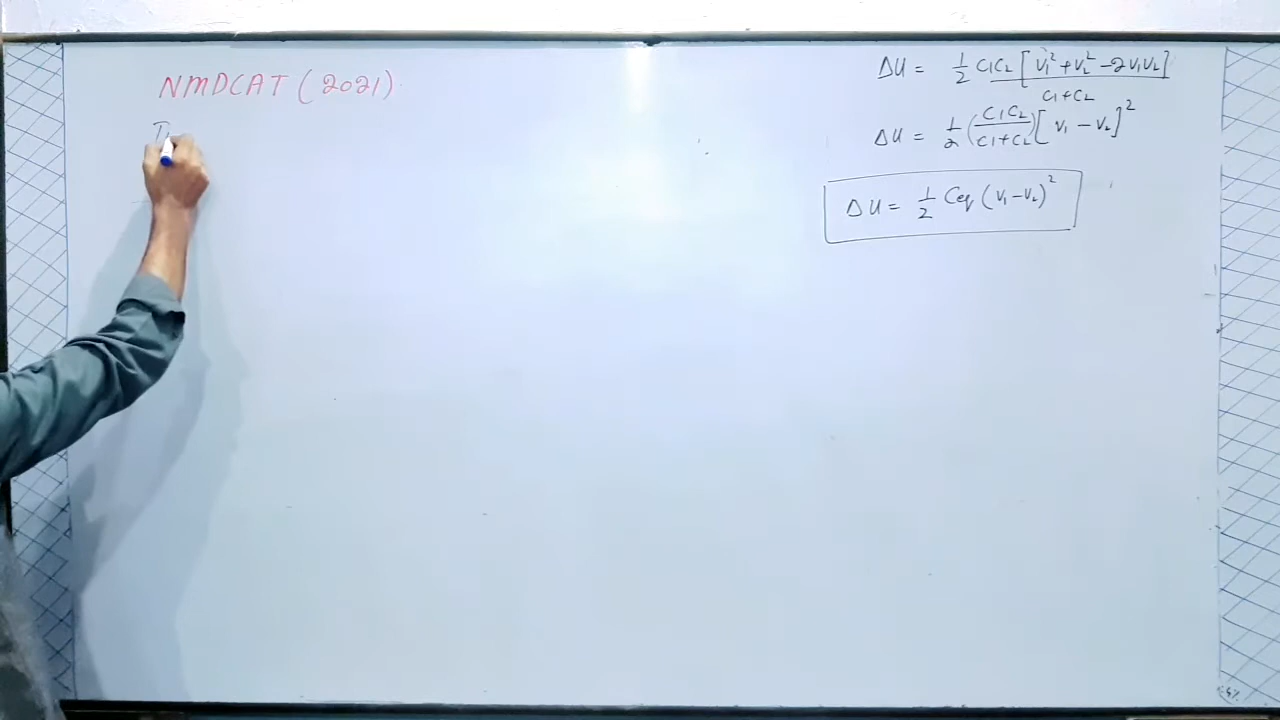 NMDCAT (2021)
ΔU = 1/2 C1C2 [V1² + V2² - 2V1V2] / C1+C2
ΔU = 1/2 (C1C2 / C1+C2) [V1 - V2]²
ΔU = 1/2 Ceq (V1 - V2)²